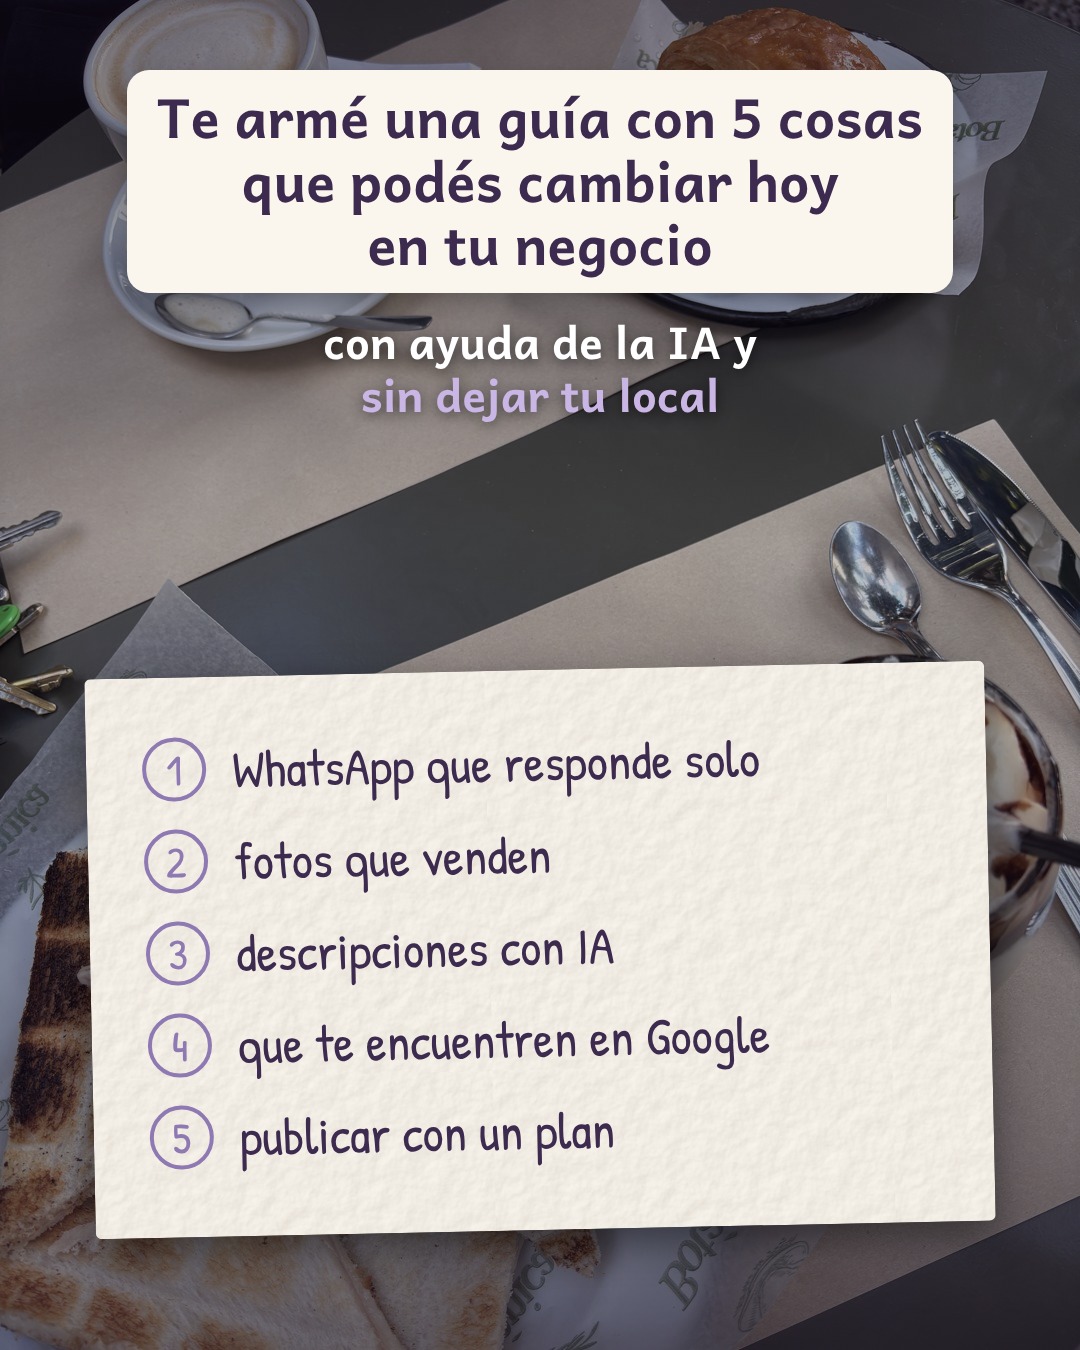 Te armé una guía con 5 cosas
que podés cambiar hoy
en tu negocio
con ayuda de la IA y
sin dejar tu local
1 WhatsApp que responde solo
2 fotos que venden
3 descripciones con IA
4 que te encuentren en Google
5 publicar con un plan